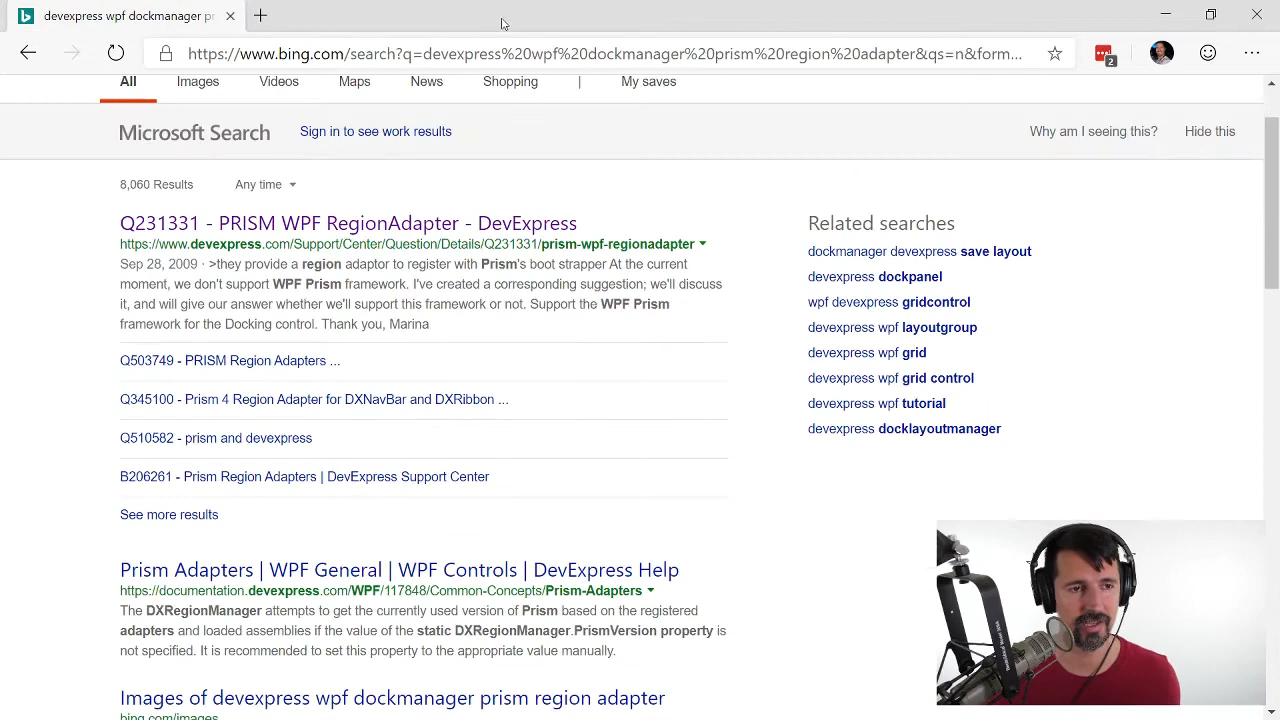 devexpress wpf dockmanager pr
https://www.bing.com/search?q=devexpress%20wpf%20dockmanager%20prism%20region%20adapter&qs=n&form...
2
All Images Videos Maps News Shopping | My saves
Microsoft Search Sign in to see work results Why am I seeing this? Hide this
8,060 Results Any time
Q231331 - PRISM WPF RegionAdapter - DevExpress
https://www.devexpress.com/Support/Center/Question/Details/Q231331/prism-wpf-regionadapter
Sep 28, 2009 · >they provide a region adaptor to register with Prism's boot strapper At the current
moment, we don't support WPF Prism framework. I've created a corresponding suggestion; we'll discuss
it, and will give our answer whether we'll support this framework or not. Support the WPF Prism
framework for the Docking control. Thank you, Marina
Q503749 - PRISM Region Adapters ...
Q345100 - Prism 4 Region Adapter for DXNavBar and DXRibbon ...
Q510582 - prism and devexpress
B206261 - Prism Region Adapters | DevExpress Support Center
See more results
Prism Adapters | WPF General | WPF Controls | DevExpress Help
https://documentation.devexpress.com/WPF/117848/Common-Concepts/Prism-Adapters
The DXRegionManager attempts to get the currently used version of Prism based on the registered
adapters and loaded assemblies if the value of the static DXRegionManager.PrismVersion property is
not specified. It is recommended to set this property to the appropriate value manually.
Images of devexpress wpf dockmanager prism region adapter
bing.com/images
Related searches
dockmanager devexpress save layout
devexpress dockpanel
wpf devexpress gridcontrol
devexpress wpf layoutgroup
devexpress wpf grid
devexpress wpf grid control
devexpress wpf tutorial
devexpress docklayoutmanager